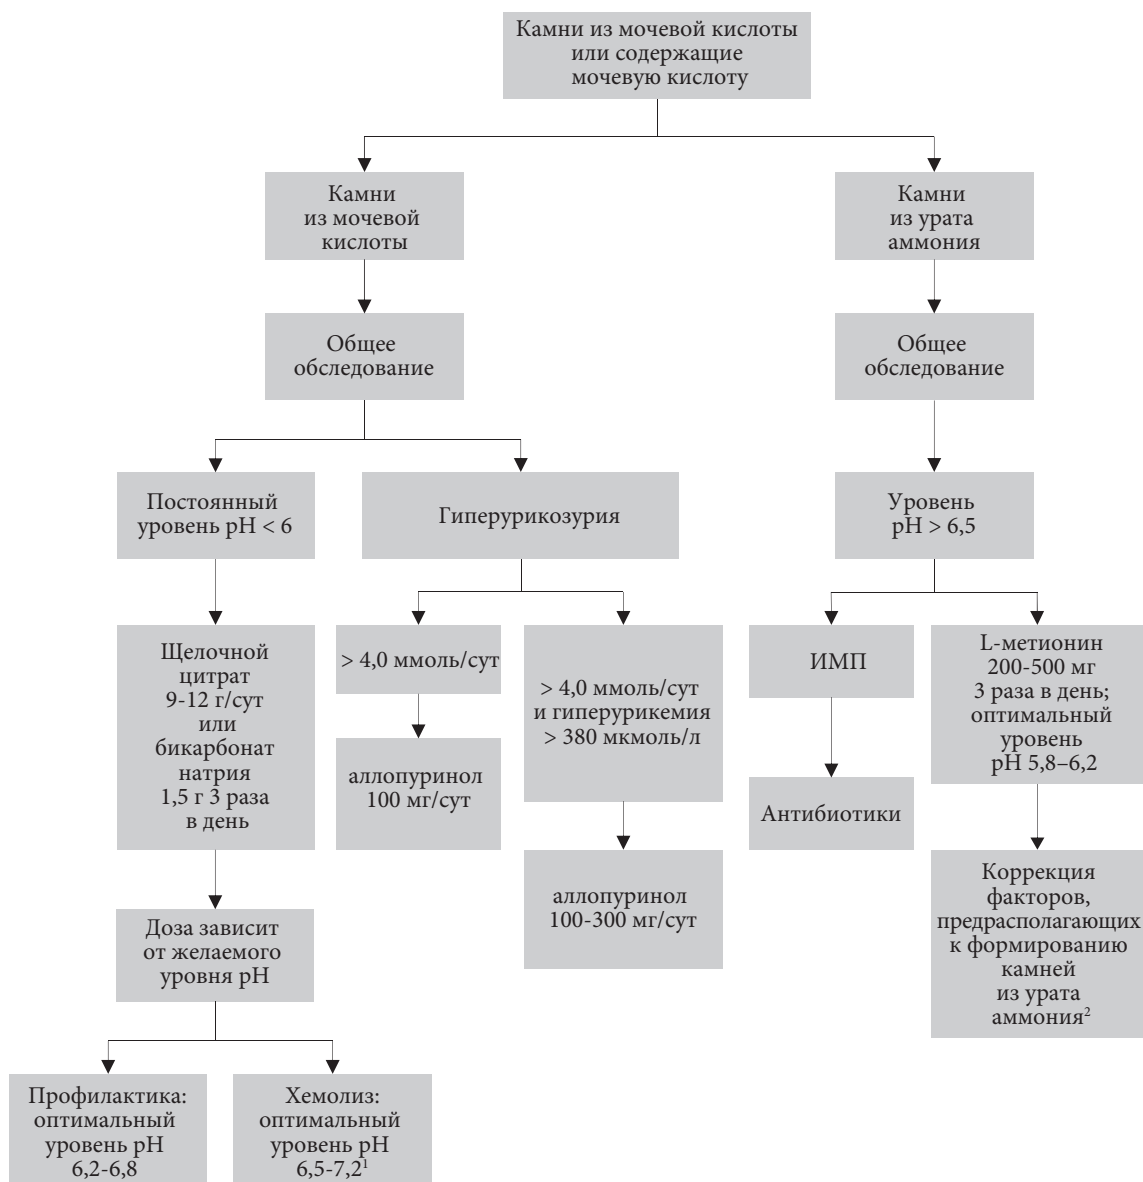 Камни из мочевой кислоты
или содержащие
мочевую кислоту
Камни
из мочевой
кислоты
Камни
из урата
аммония
Общее
обследование
Общее
обследование
Постоянный
уровень pH < 6
Гиперурикозурия
Уровень
pH > 6,5
Щелочной
цитрат
9-12 г/сут
или
бикарбонат
натрия
1,5 г 3 раза
в день
> 4,0 ммоль/сут
> 4,0 ммоль/сут
и гиперурикемия
> 380 мкмоль/л
ИМП
L-метионин
200-500 мг
3 раза в день;
оптимальный
уровень
pH 5,8–6,2
аллопуринол
100 мг/сут
Антибиотики
аллопуринол
100-300 мг/сут
Коррекция
факторов,
предрасполагающих
к формированию
камней
из урата
аммония²
Доза зависит
от желаемого
уровня pH
Профилактика:
оптимальный
уровень pH
6,2-6,8
Хемолиз:
оптимальный
уровень pH
6,5-7,2¹